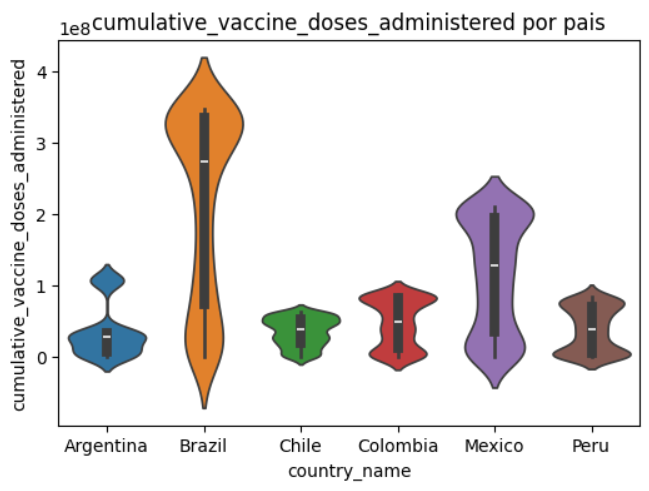 1e8
cumulative_vaccine_doses_administered por pais
cumulative_vaccine_doses_administered
4
3
2
1
0
Argentina Brazil Chile Colombia Mexico Peru
country_name